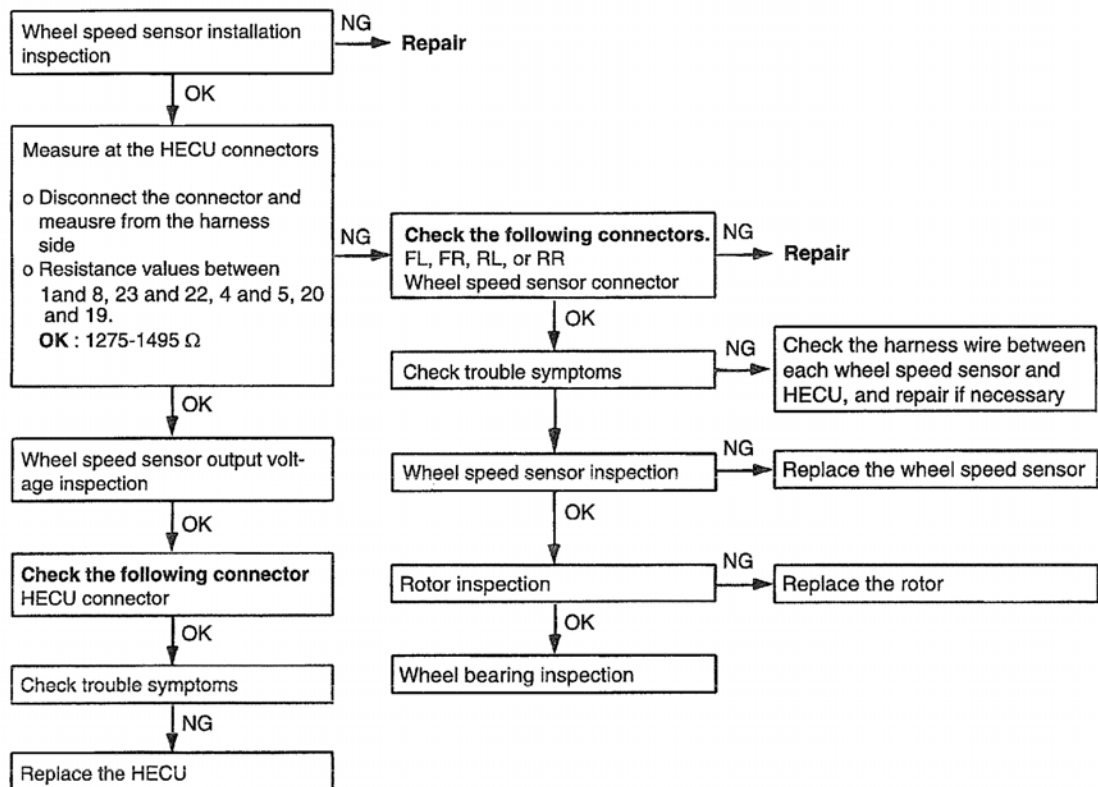 Wheel speed sensor installation
inspection
NG
Repair
OK
Measure at the HECU connectors
o Disconnect the connector and
meausre from the harness
side
o Resistance values between
1and 8, 23 and 22, 4 and 5, 20
and 19.
OK : 1275-1495 Ω
NG
Check the following connectors.
FL, FR, RL, or RR
Wheel speed sensor connector
NG
Repair
OK
Check trouble symptoms
NG
Check the harness wire between
each wheel speed sensor and
HECU, and repair if necessary
OK
Wheel speed sensor output volt-
age inspection
Wheel speed sensor inspection
NG
Replace the wheel speed sensor
OK
OK
Check the following connector
HECU connector
Rotor inspection
NG
Replace the rotor
OK
OK
Check trouble symptoms
Wheel bearing inspection
NG
Replace the HECU